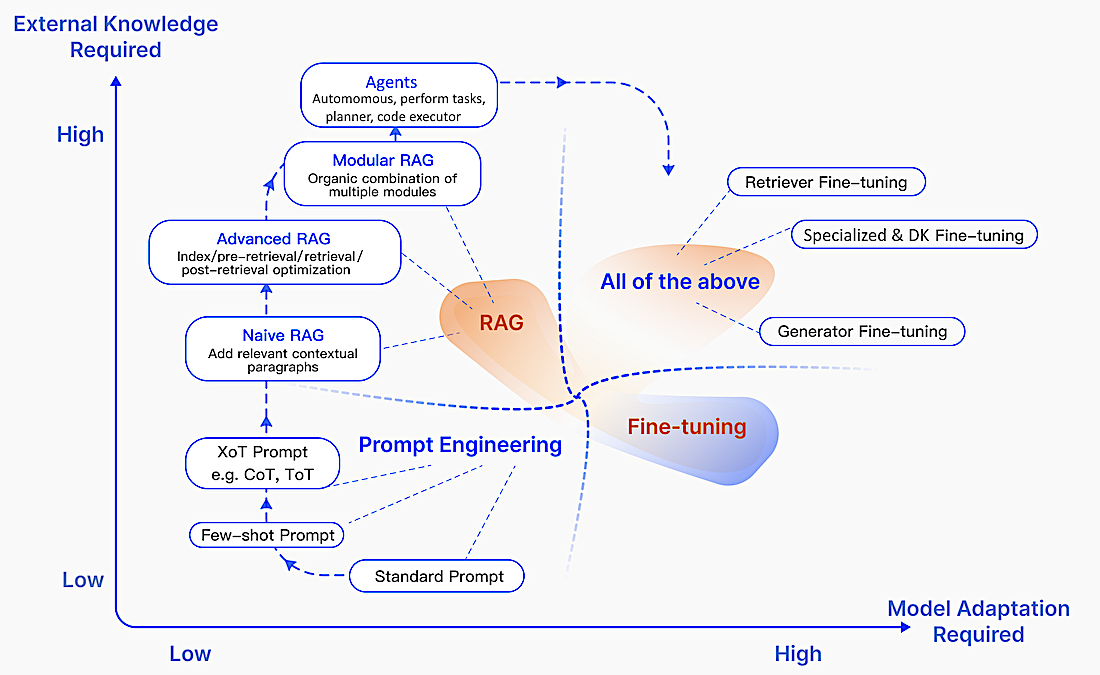 External Knowledge
Required
High
Agents
Automomous, perform tasks,
planner, code executor
Modular RAG
Organic combination of
multiple modules
Retriever Fine-tuning
Advanced RAG
Index/pre-retrieval/retrieval/
post-retrieval optimization
Specialized & DK Fine-tuning
All of the above
RAG
Generator Fine-tuning
Naive RAG
Add relevant contextual
paragraphs
Fine-tuning
Prompt Engineering
XoT Prompt
e.g. CoT, ToT
Few-shot Prompt
Standard Prompt
Low
Model Adaptation
Required
Low
High